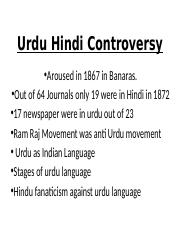 Urdu Hindi Controversy
•Aroused in 1867 in Banaras.
•Out of 64 Journals only 19 were in Hindi in 1872
•17 newspaper were in urdu out of 23
•Ram Raj Movement was anti Urdu movement
• Urdu as Indian Language
•Stages of urdu language
•Hindu fanaticism against urdu language